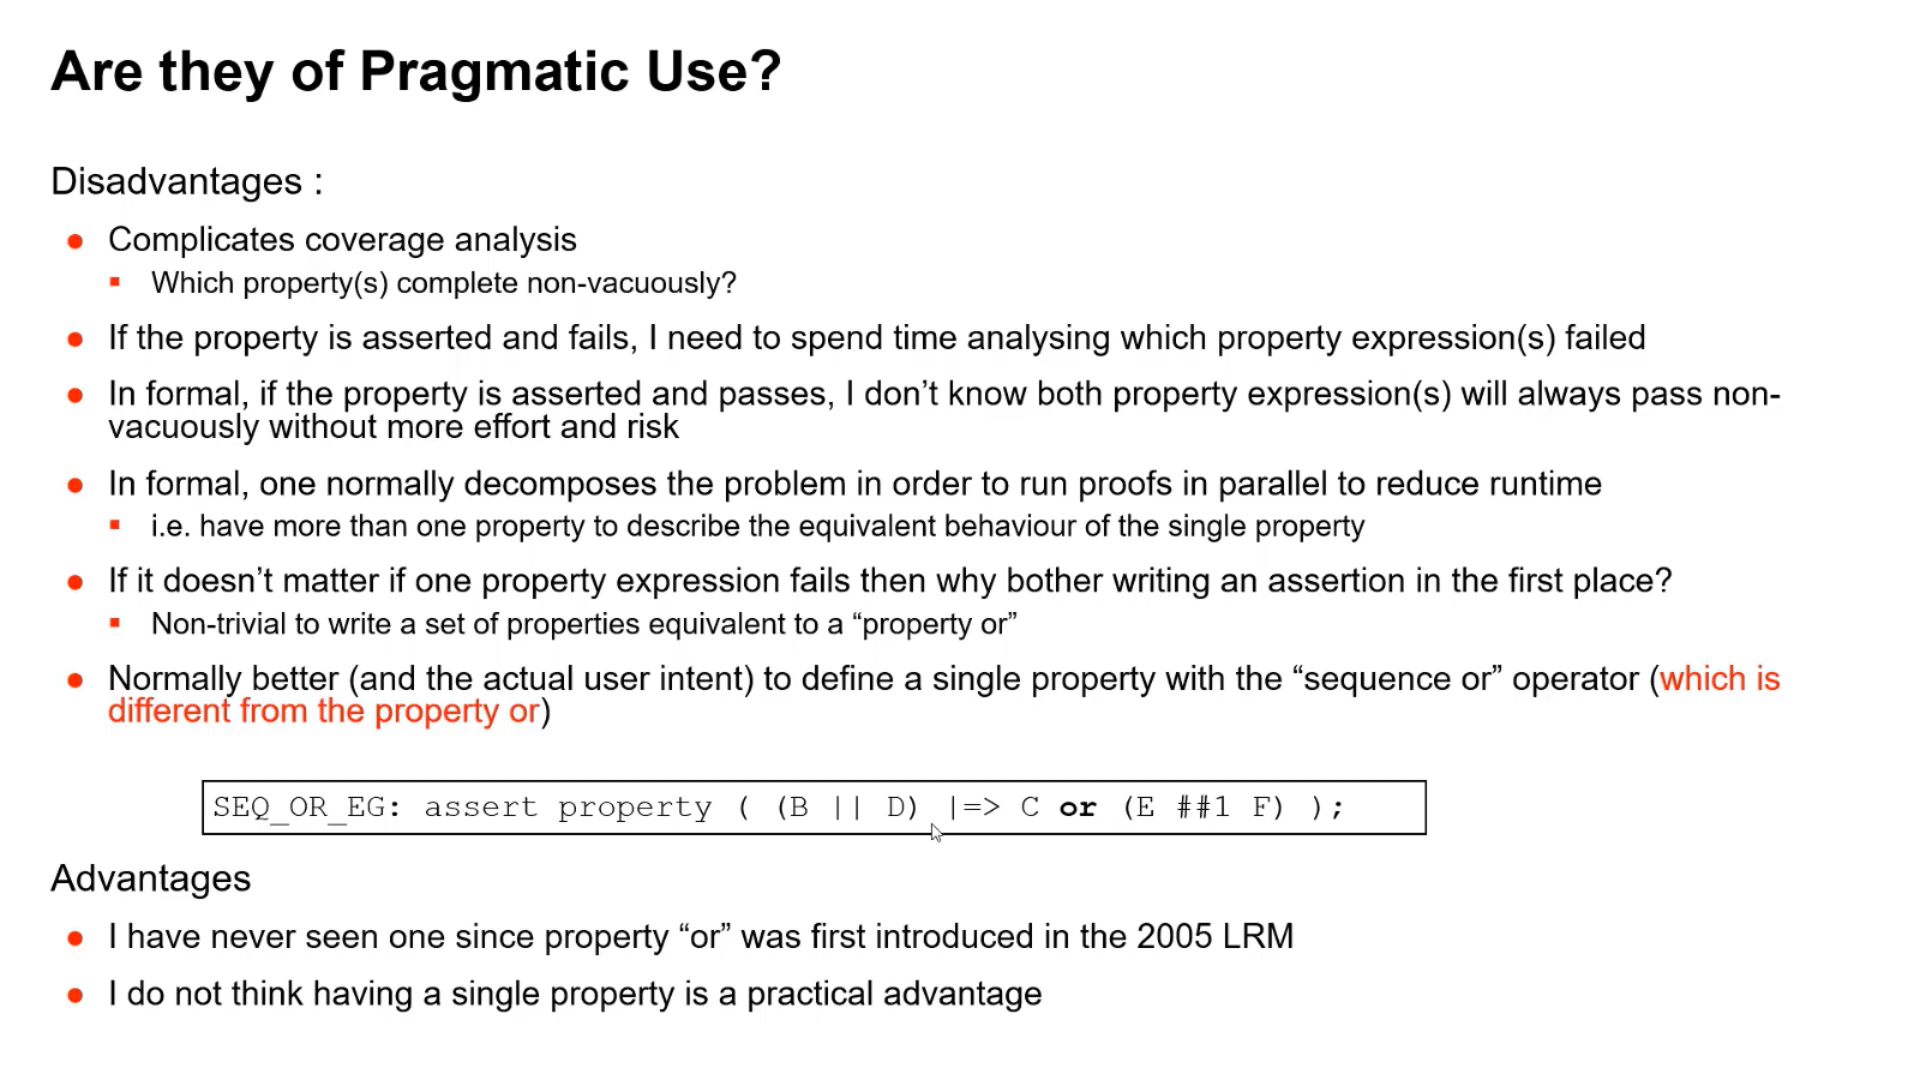 Are they of Pragmatic Use?
Disadvantages :
Complicates coverage analysis
Which property(s) complete non-vacuously?
If the property is asserted and fails, I need to spend time analysing which property expression(s) failed
In formal, if the property is asserted and passes, I don’t know both property expression(s) will always pass non-
vacuously without more effort and risk
In formal, one normally decomposes the problem in order to run proofs in parallel to reduce runtime
i.e. have more than one property to describe the equivalent behaviour of the single property
If it doesn’t matter if one property expression fails then why bother writing an assertion in the first place?
Non-trivial to write a set of properties equivalent to a “property or”
Normally better (and the actual user intent) to define a single property with the “sequence or” operator (which is
different from the property or)
SEQ_OR_EG: assert property ( (B || D) |=> C or (E ##1 F) );
Advantages
I have never seen one since property “or” was first introduced in the 2005 LRM
I do not think having a single property is a practical advantage